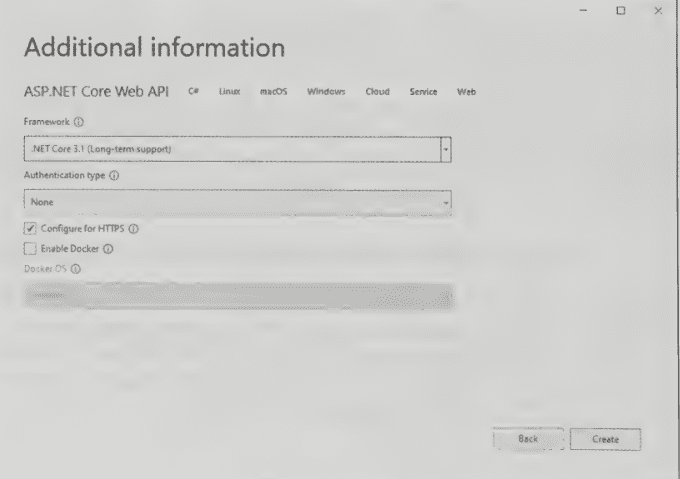 Additional information
ASP.NET Core Web API C# Linux macOS Windows Cloud Service Web
Framework
.NET Core 3.1 (Long-term support)
Authentication type
None
Configure for HTTPS
Enable Docker
Docker OS
Back Create